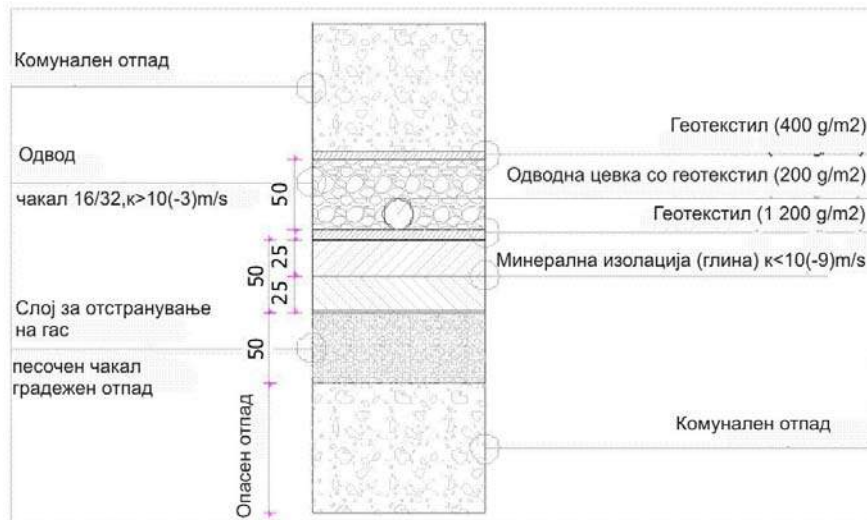 Комунален отпад
Одвод
чакал 16/32,к>10(-3)m/s
Слој за отстранување
на гас
песочен чакал
градежен отпад
50
50
25
25
50
Опасен отпад
Геотекстил (400 g/m2)
Одводна цевка со геотекстил (200 g/m2)
Геотекстил (1 200 g/m2)
Минерална изолација (глина) к<10(-9)m/s
Комунален отпад